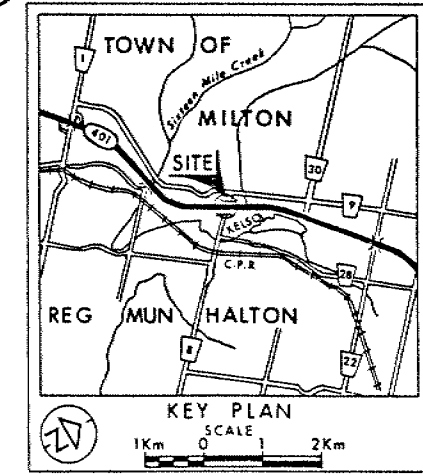 1
TOWN OF
Sixteen Mile Creek
MILTON
401
SITE
30
9
KELSO
C.P.R
28
REG MUN HALTON
8
22
N
KEY PLAN
SCALE
1Km 0 1 2Km